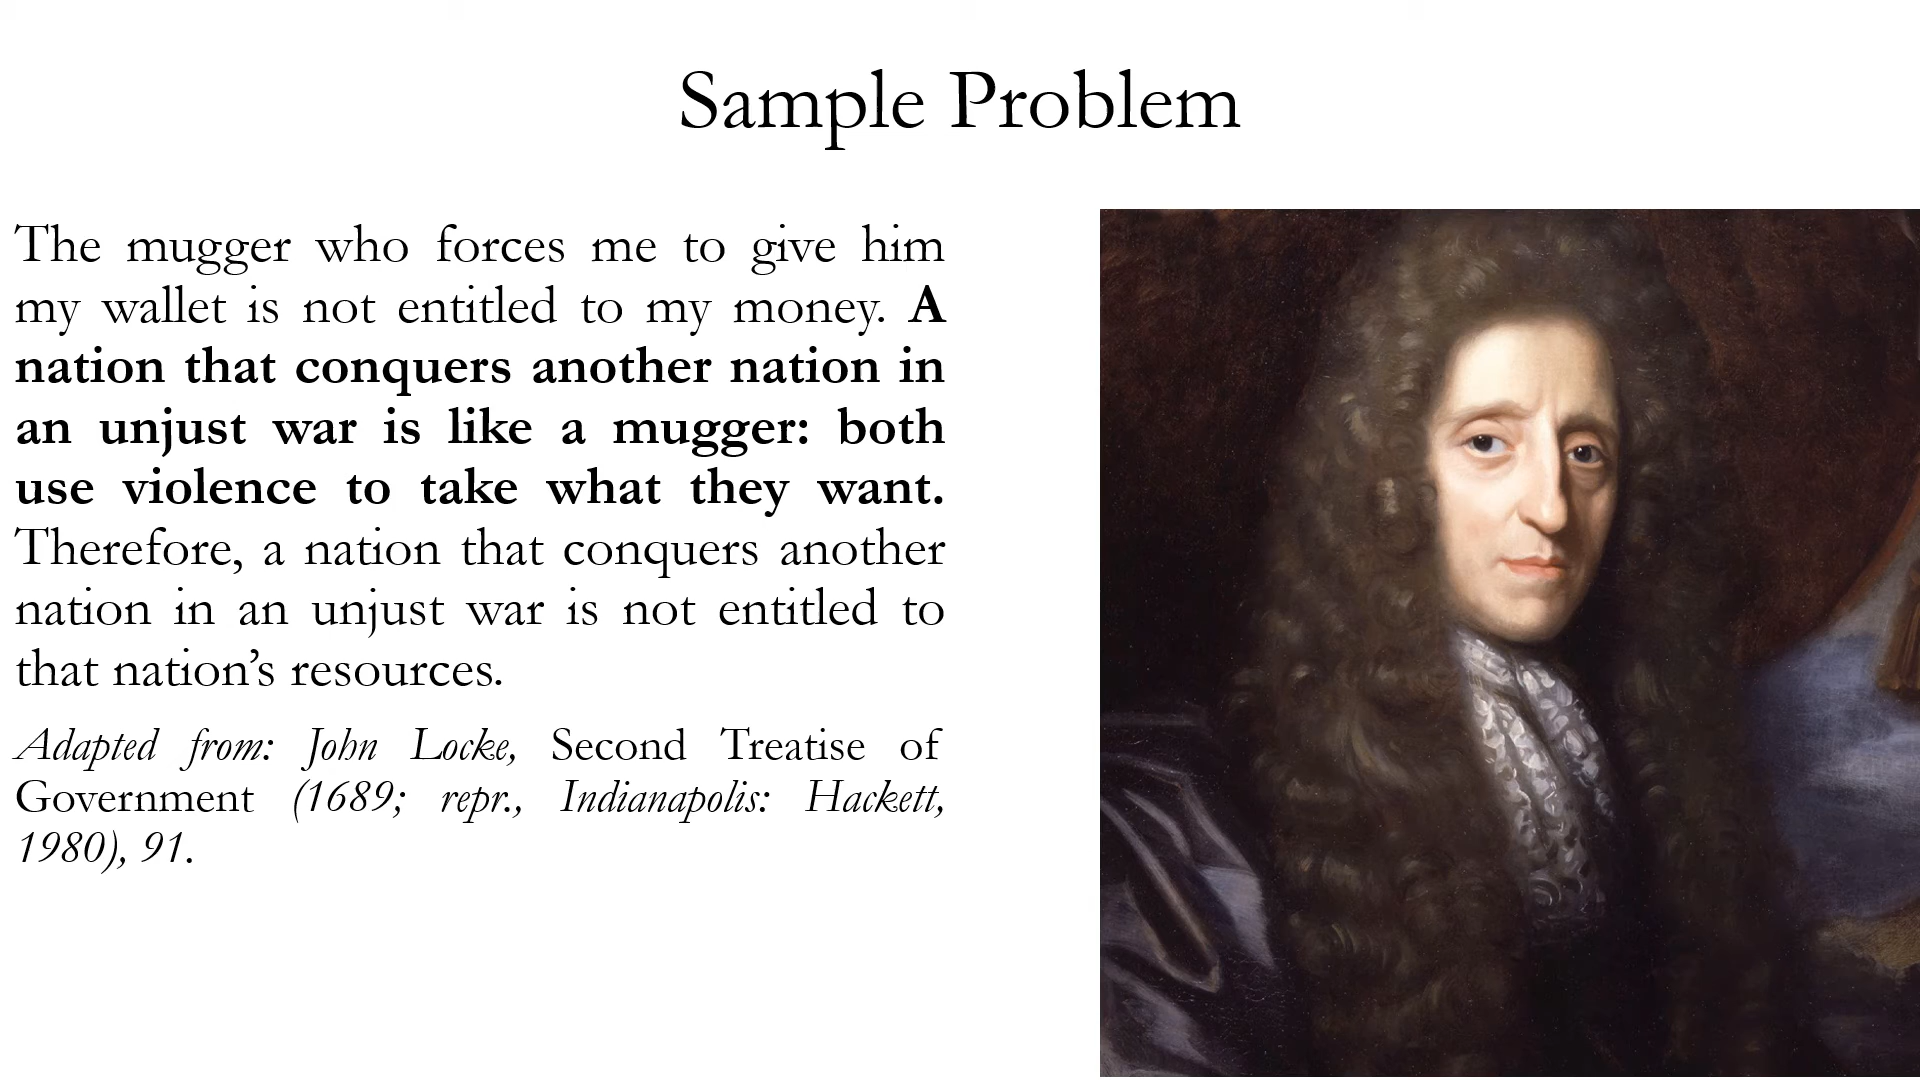 Sample Problem
The mugger who forces me to give him
my wallet is not entitled to my money. A
nation that conquers another nation in
an unjust war is like a mugger: both
use violence to take what they want.
Therefore, a nation that conquers another
nation in an unjust war is not entitled to
that nation’s resources.
Adapted from: John Locke, Second Treatise of
Government (1689; repr., Indianapolis: Hackett,
1980), 91.